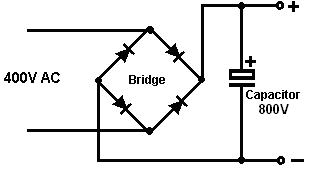 +
400V AC
Bridge
+
Capacitor
800V
−